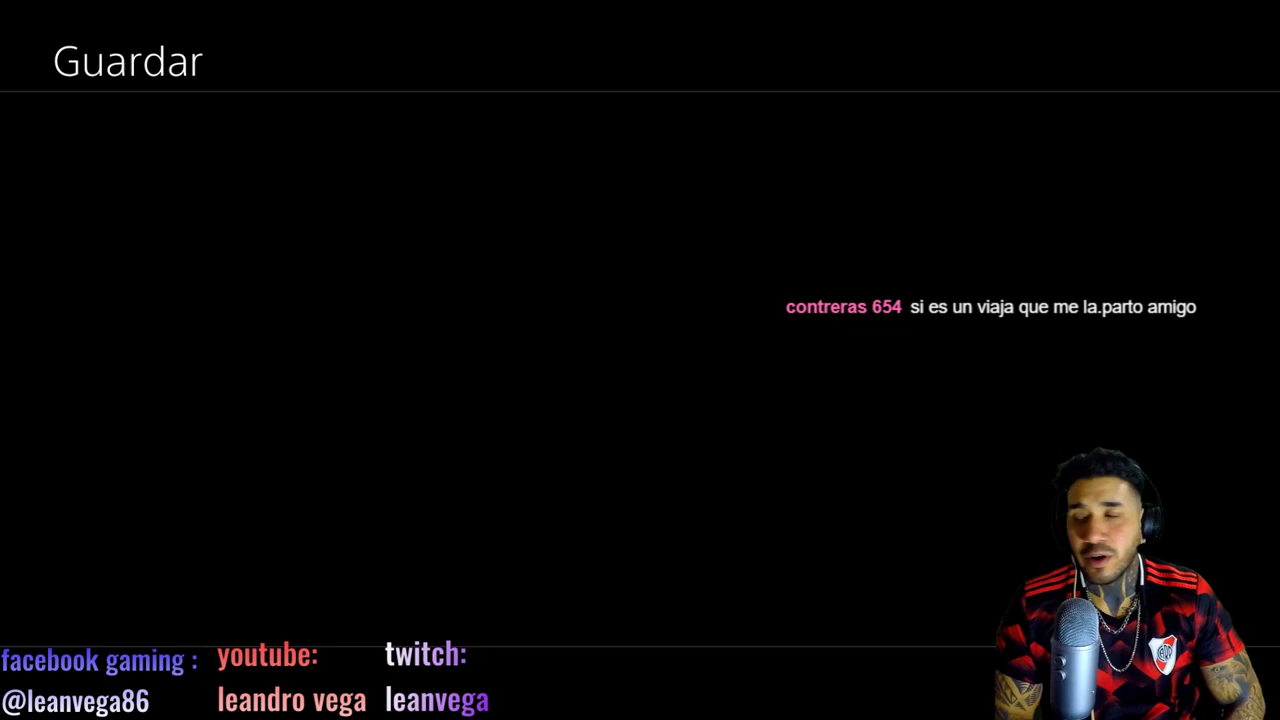 Guardar
contreras 654 si es un viaja que me la.parto amigo
facebook gaming : youtube: twitch:
@leanvega86 leandro vega leanvega